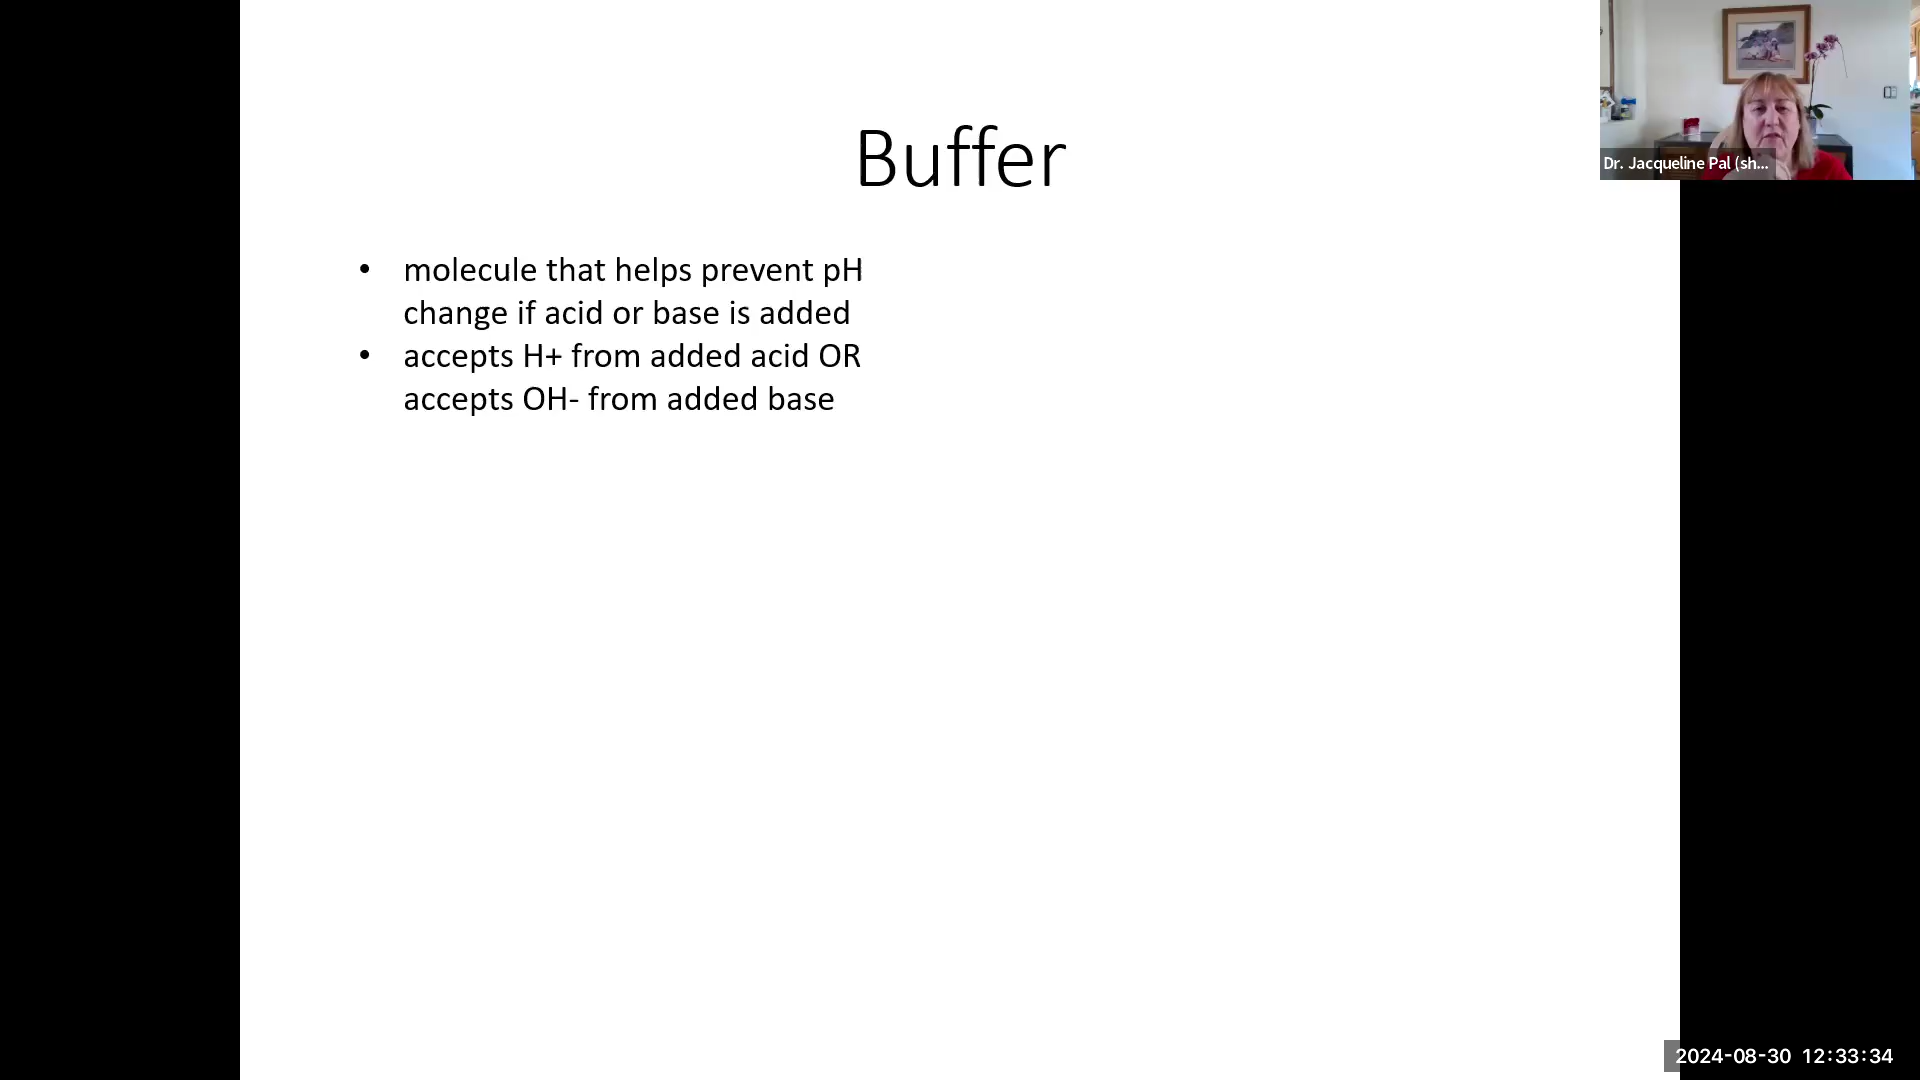 Buffer
• molecule that helps prevent pH
change if acid or base is added
• accepts H+ from added acid OR
accepts OH- from added base
Dr. Jacqueline Pal (sh...
2024-08-30 12:33:34